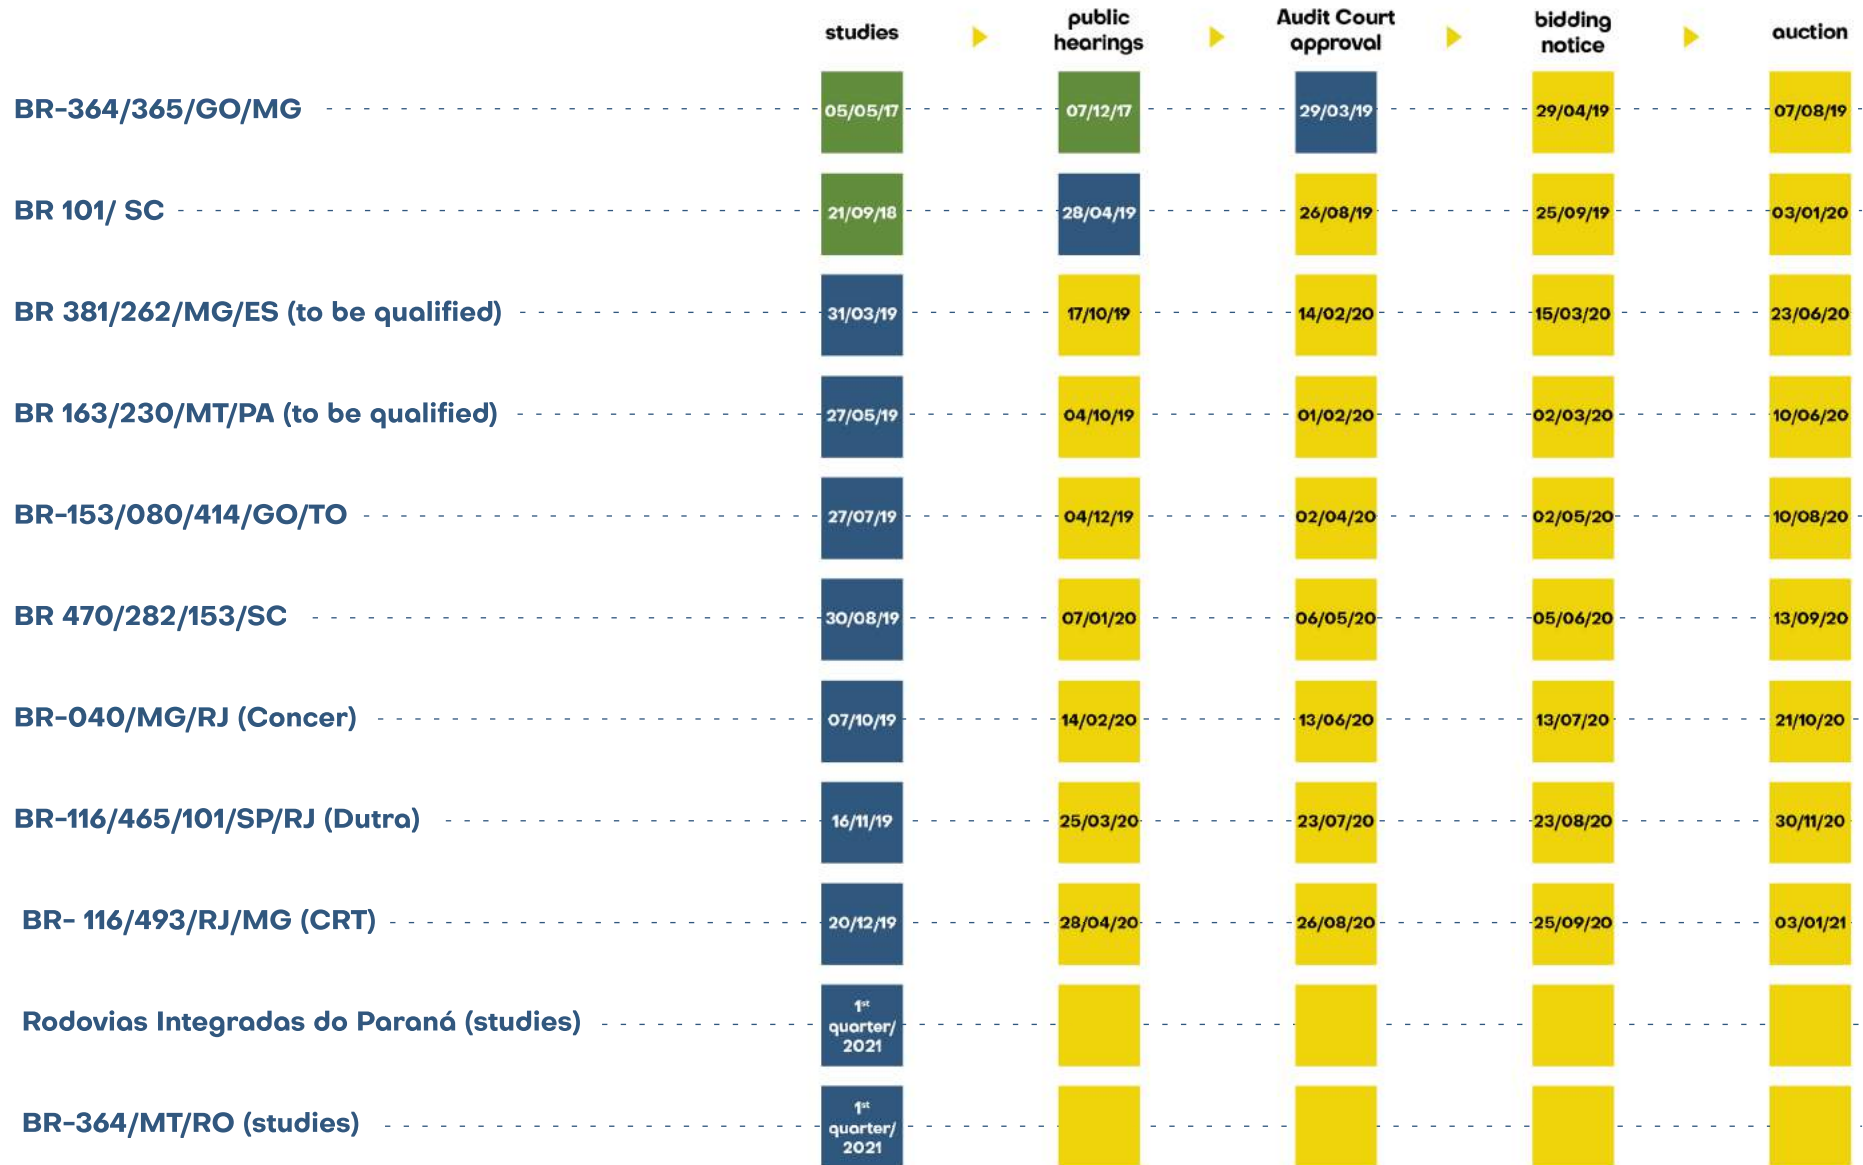 studies
public
hearings
Audit Court
approval
bidding
notice
auction
BR-364/365/GO/MG
05/05/17
07/12/17
29/03/19
29/04/19
07/08/19
BR 101/ SC
21/09/18
28/04/19
26/08/19
25/09/19
03/01/20
BR 381/262/MG/ES (to be qualified)
31/03/19
17/10/19
14/02/20
15/03/20
23/06/20
BR 163/230/MT/PA (to be qualified)
27/05/19
04/10/19
01/02/20
02/03/20
10/06/20
BR-153/080/414/GO/TO
27/07/19
04/12/19
02/04/20
02/05/20
10/08/20
BR 470/282/153/SC
30/08/19
07/01/20
06/05/20
05/06/20
13/09/20
BR-040/MG/RJ (Concer)
07/10/19
14/02/20
13/06/20
13/07/20
21/10/20
BR-116/465/101/SP/RJ (Dutra)
16/11/19
25/03/20
23/07/20
23/08/20
30/11/20
BR- 116/493/RJ/MG (CRT)
20/12/19
28/04/20
26/08/20
25/09/20
03/01/21
Rodovias Integradas do Paraná (studies)
1st
quarter/
2021
BR-364/MT/RO (studies)
1st
quarter/
2021